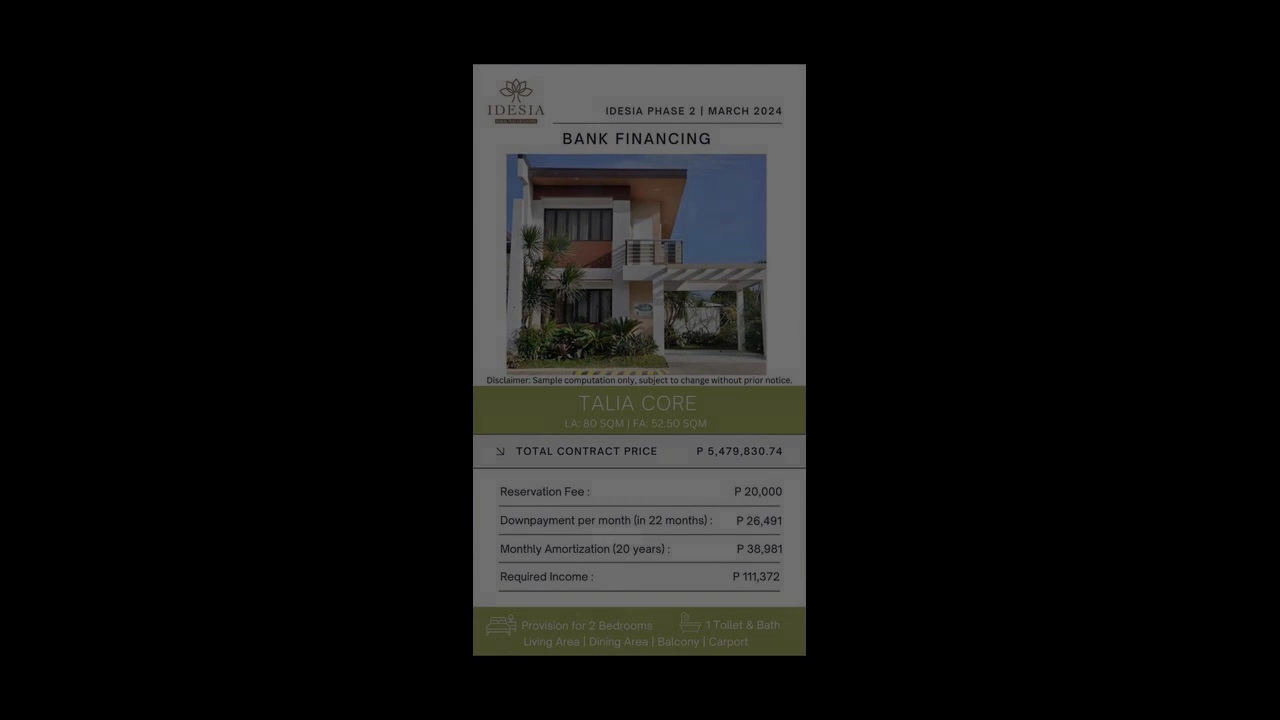 IDESIA
IDESIA PHASE 2 | MARCH 2024
BANK FINANCING
Disclaimer: Sample computation only, subject to change without prior notice.
TALIA CORE
LA: 80 SQM | FA: 52.50 SQM
TOTAL CONTRACT PRICE P 5,479,830.74
Reservation Fee : P 20,000
Downpayment per month (in 22 months) : P 26,491
Monthly Amortization (20 years) : P 38,981
Required Income : P 111,372
Provision for 2 Bedrooms 1 Toilet & Bath
Living Area | Dining Area | Balcony | Carport